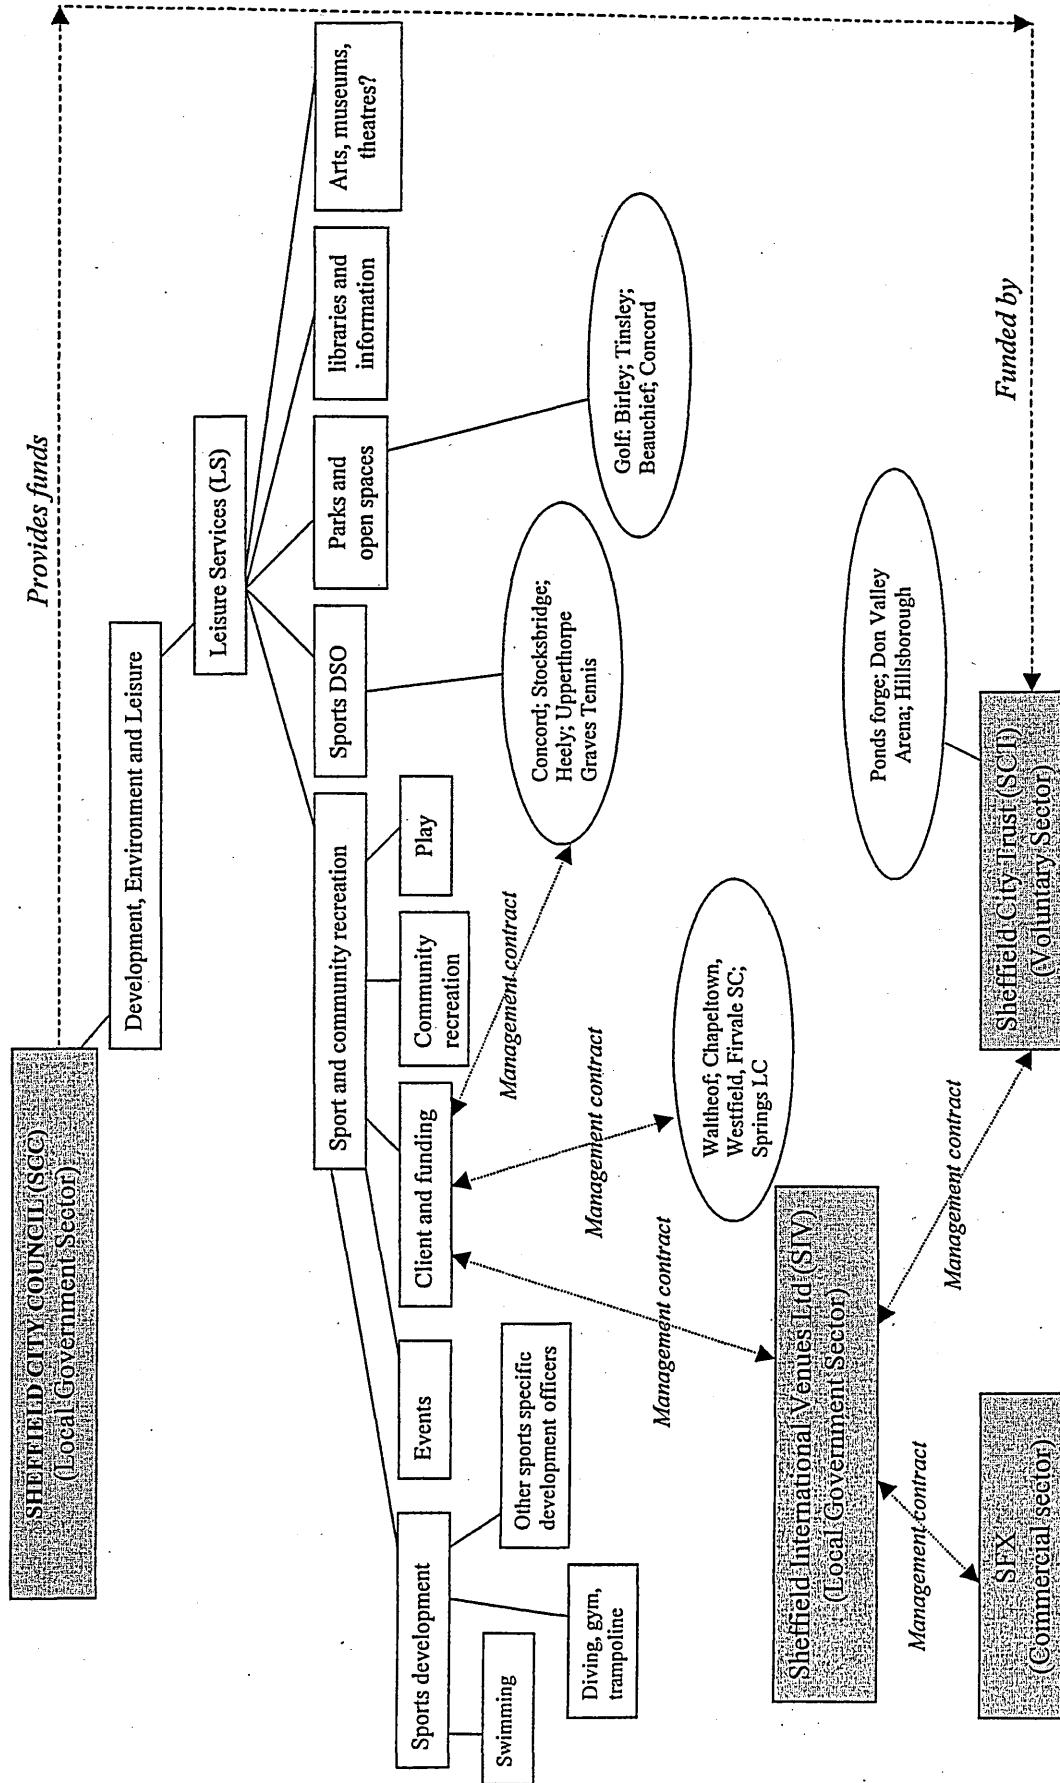 Provides funds
SHEFFIELD CITY COUNCIL (SCC)
(Local Government Sector)
Development, Environment and Leisure
Leisure Services (LS)
Sport and community recreation
Sports DSO
Parks and
open spaces
libraries and
information
Arts, museums,
theatres?
Sports development
Events
Client and funding
Community
recreation
Play
Swimming
Diving, gym,
trampoline
Other sports specific
development officers
Management contract
Concord; Stocksbridge;
Heely; Upperthorpe
Graves Tennis
Golf: Birley; Tinsley;
Beauchief; Concord
Management contract
Waltheof; Chapeltown,
Westfield, Firvale SC;
Springs LC
Management contract
Sheffield International Venues Ltd (SIV)
(Local Government Sector)
Ponds forge; Don Valley
Arena; Hillsborough
Funded by
Management contract
Management contract
SFX
(Commercial sector)
Sheffield City Trust (SCT)
(Voluntary Sector)